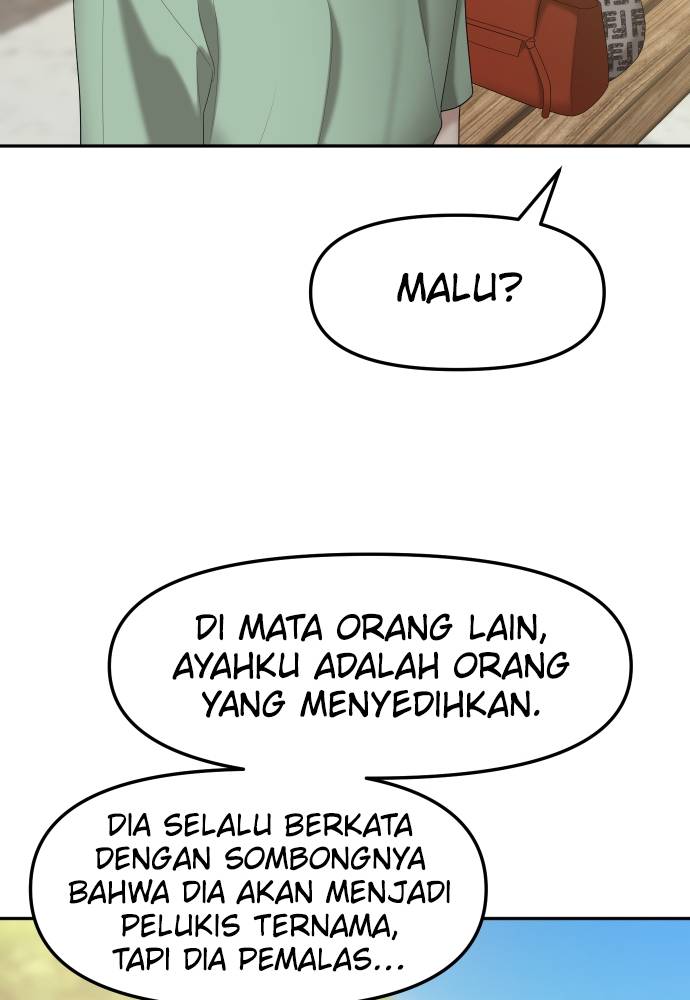 MALU?
DI MATA ORANG LAIN,
AYAHKU ADALAH ORANG
YANG MENYEDIHKAN.
DIA SELALU BERKATA
DENGAN SOMBONGNYA
BAHWA DIA AKAN MENJADI
PELUKIS TERNAMA,
TAPI DIA PEMALAS...